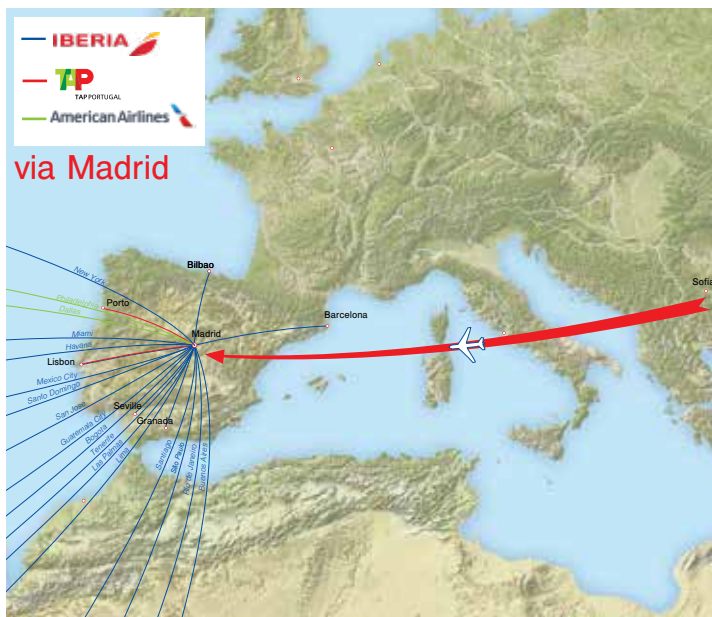 IBERIA
TAP
TAP PORTUGAL
American Airlines
via Madrid
Sofia
Bilbao
New York
Philadelphia
Porto
Dallas
Barcelona
Madrid
Miami
Havana
Lisbon
Mexico City
Santo Domingo
San José
Seville
Granada
Guatemala City
Bogota
Tenerife
Las Palmas
Lima
Santiago
São Paulo
Rio de Janeiro
Buenos Aires